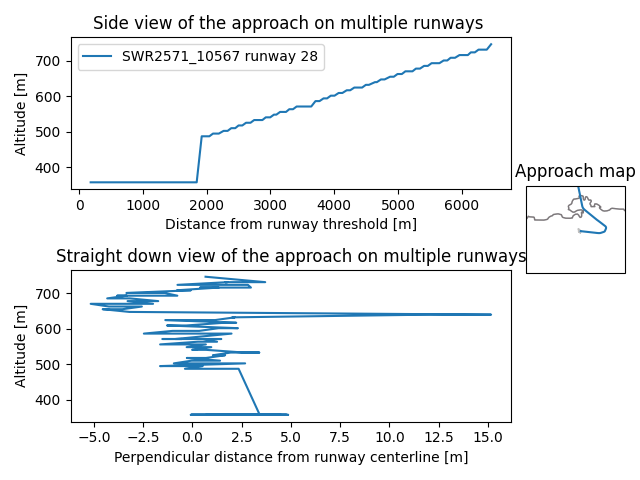 Side view of the approach on multiple runways
SWR2571_10567 runway 28
Altitude [m]
700
600
500
400
0 1000 2000 3000 4000 5000 6000
Distance from runway threshold [m]
Approach map
Straight down view of the approach on multiple runways
Altitude [m]
700
600
500
400
−5.0 −2.5 0.0 2.5 5.0 7.5 10.0 12.5 15.0
Perpendicular distance from runway centerline [m]